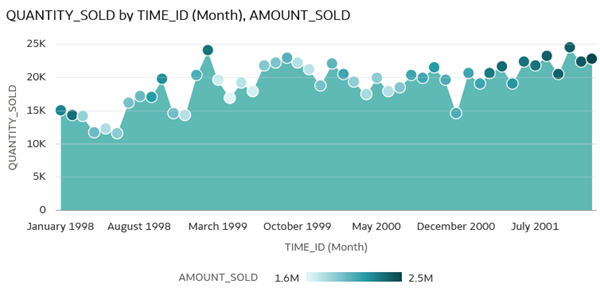 QUANTITY_SOLD by TIME_ID (Month), AMOUNT_SOLD
25K
20K
15K
10K
5K
0
QUANTITY_SOLD
January 1998 August 1998 March 1999 October 1999 May 2000 December 2000 July 2001
TIME_ID (Month)
AMOUNT_SOLD 1.6M 2.5M